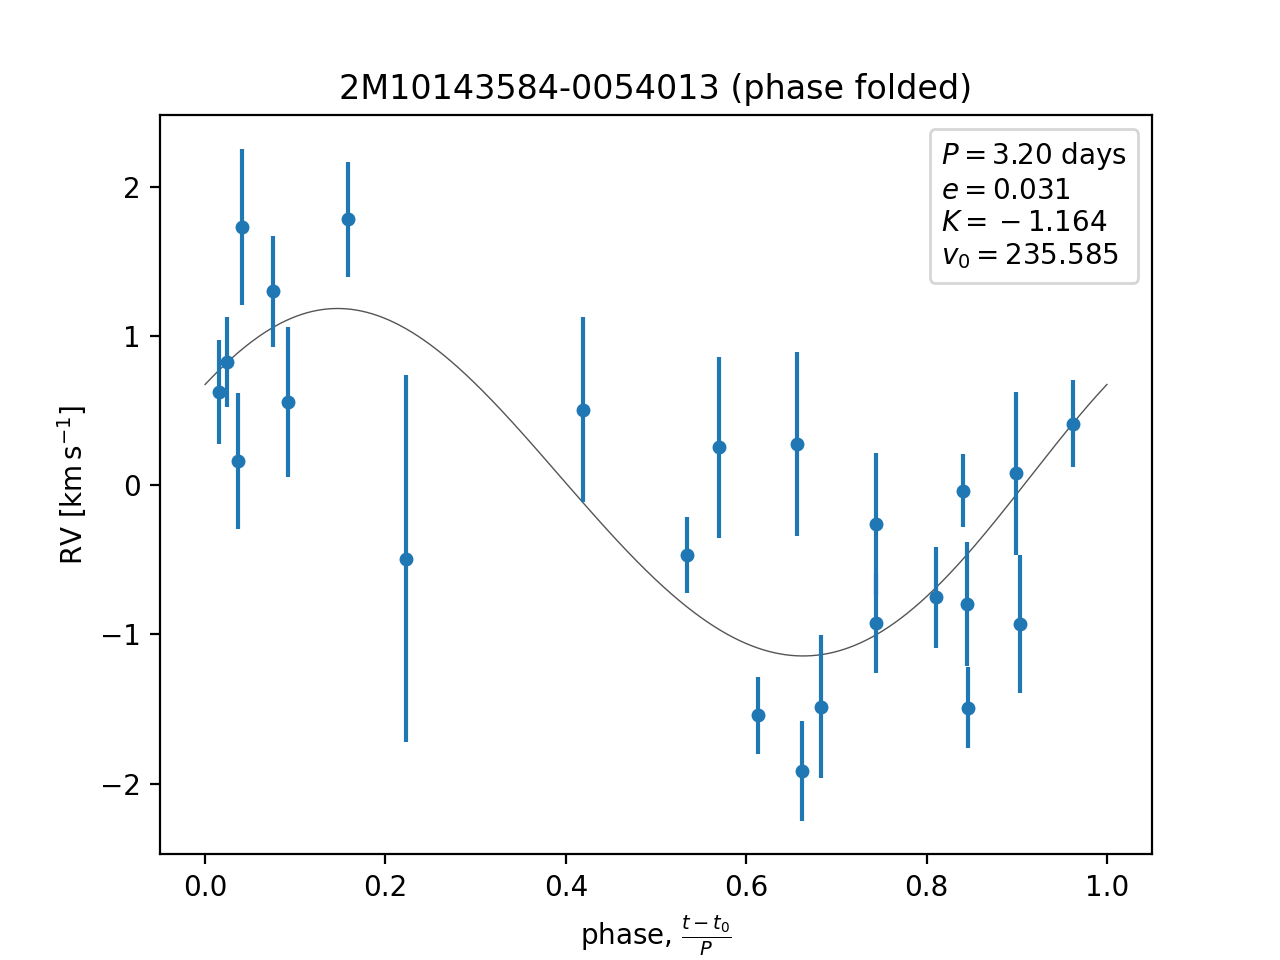 2M10143584-0054013 (phase folded)
P = 3.20 days
e = 0.031
K = −1.164
v₀ = 235.585
RV [km s⁻¹]
2
1
0
−1
−2
0.0 0.2 0.4 0.6 0.8 1.0
phase, (t − t₀)/P